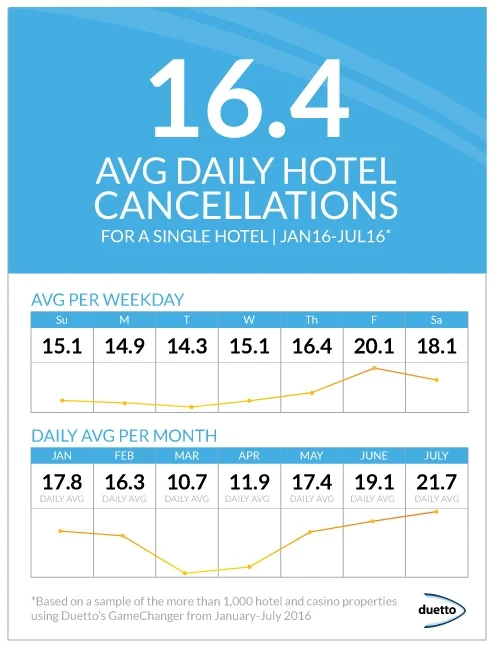 16.4
AVG DAILY HOTEL
CANCELLATIONS
FOR A SINGLE HOTEL | JAN16-JUL16*
AVG PER WEEKDAY
Su M T W Th F Sa
15.1 14.9 14.3 15.1 16.4 20.1 18.1
DAILY AVG PER MONTH
JAN FEB MAR APR MAY JUNE JULY
17.8 16.3 10.7 11.9 17.4 19.1 21.7
DAILY AVG DAILY AVG DAILY AVG DAILY AVG DAILY AVG DAILY AVG DAILY AVG
*Based on a sample of the more than 1,000 hotel and casino properties
using Duetto's GameChanger from January-July 2016
duetto